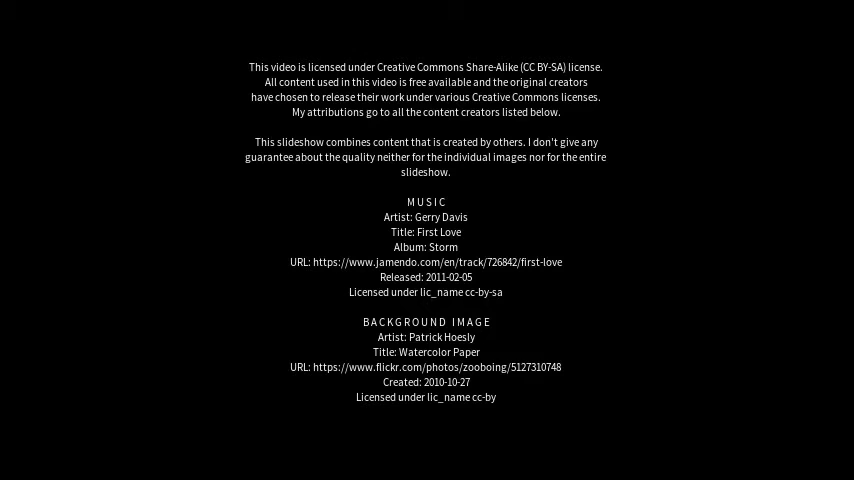 This video is licensed under Creative Commons Share-Alike (CC BY-SA) license.
All content used in this video is free available and the original creators
have chosen to release their work under various Creative Commons licenses.
My attributions go to all the content creators listed below.
This slideshow combines content that is created by others. I don't give any
guarantee about the quality neither for the individual images nor for the entire
slideshow.
MUSIC
Artist: Gerry Davis
Title: First Love
Album: Storm
URL: https://www.jamendo.com/en/track/726842/first-love
Released: 2011-02-05
Licensed under lic_name cc-by-sa
BACKGROUND IMAGE
Artist: Patrick Hoesly
Title: Watercolor Paper
URL: https://www.flickr.com/photos/zooboing/5127310748
Created: 2010-10-27
Licensed under lic_name cc-by